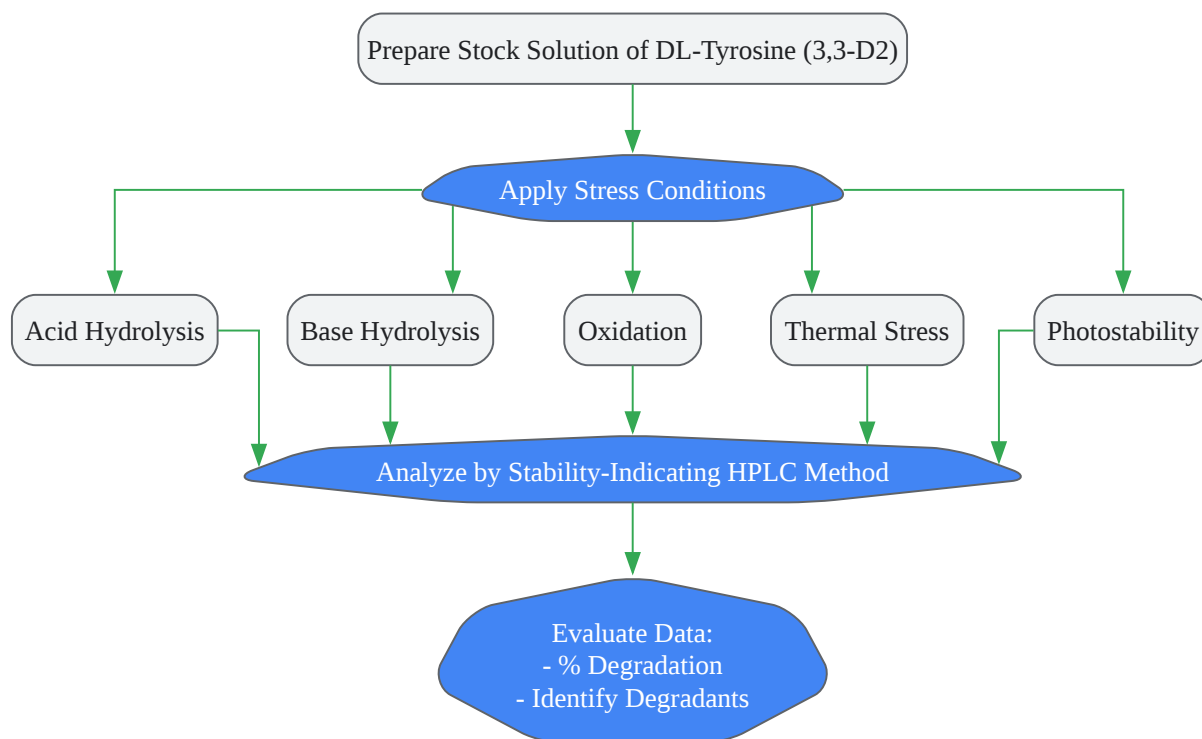 Prepare Stock Solution of DL-Tyrosine (3,3-D2)
Apply Stress Conditions
Acid Hydrolysis
Base Hydrolysis
Oxidation
Thermal Stress
Photostability
Analyze by Stability-Indicating HPLC Method
Evaluate Data:
- % Degradation
- Identify Degradants